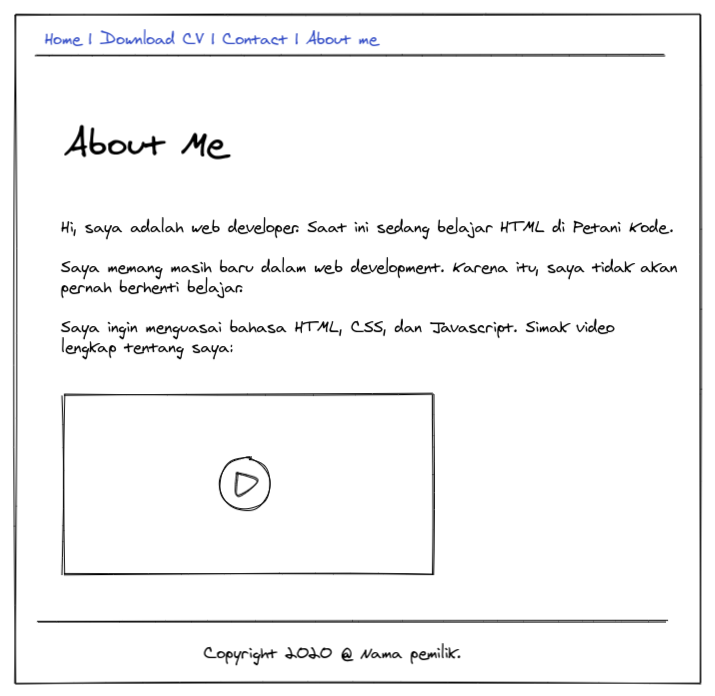 Home | Download CV | Contact | About me
About Me
Hi, saya adalah web developer. Saat ini sedang belajar HTML di Petani Kode.
Saya memang masih baru dalam web development. Karena itu, saya tidak akan
pernah berhenti belajar.
Saya ingin menguasai bahasa HTML, CSS, dan Javascript. Simak video
lengkap tentang saya:
Copyright 2020 @ Nama pemilik.